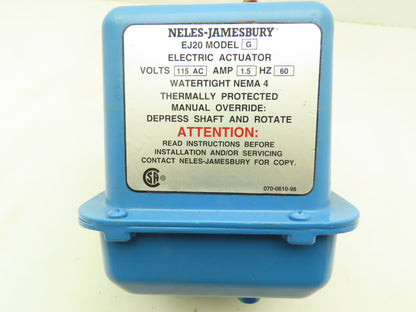 NELES-JAMESBURY
EJ20 MODEL G
ELECTRIC ACTUATOR
VOLTS 115 AC AMP 1.5 HZ 60
WATERTIGHT NEMA 4
THERMALLY PROTECTED
MANUAL OVERRIDE:
DEPRESS SHAFT AND ROTATE
ATTENTION:
READ INSTRUCTIONS BEFORE
INSTALLATION AND/OR SERVICING
CONTACT NELES-JAMESBURY FOR COPY.
SA ®
070-0610-98